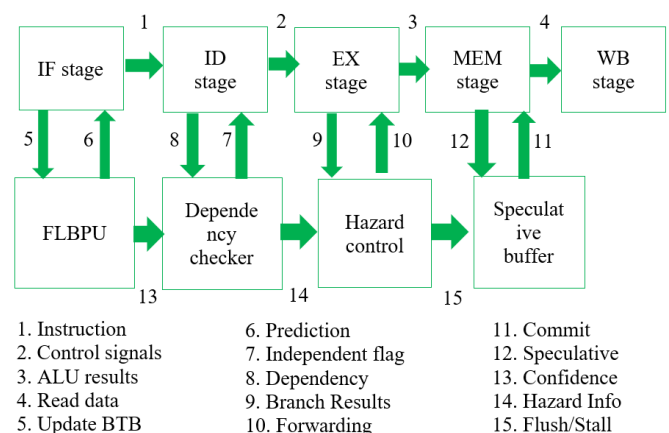 1
2
3
4
IF stage
ID
stage
EX
stage
MEM
stage
WB
stage
5
6
8
7
9
10
12
11
FLBPU
Depende
ncy
checker
Hazard
control
Speculat
ive
buffer
13
14
15
1. Instruction
2. Control signals
3. ALU results
4. Read data
5. Update BTB
6. Prediction
7. Independent flag
8. Dependency
9. Branch Results
10. Forwarding
11. Commit
12. Speculative
13. Confidence
14. Hazard Info
15. Flush/Stall